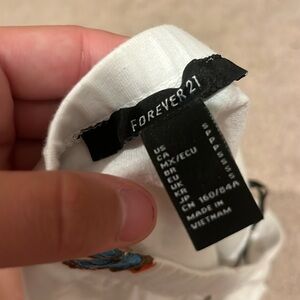 FOREVER 21
US S
CA P
MX/ECU S
BR P
EU S
UK S
JP S
CN 160/84A
MADE IN
VIETNAM